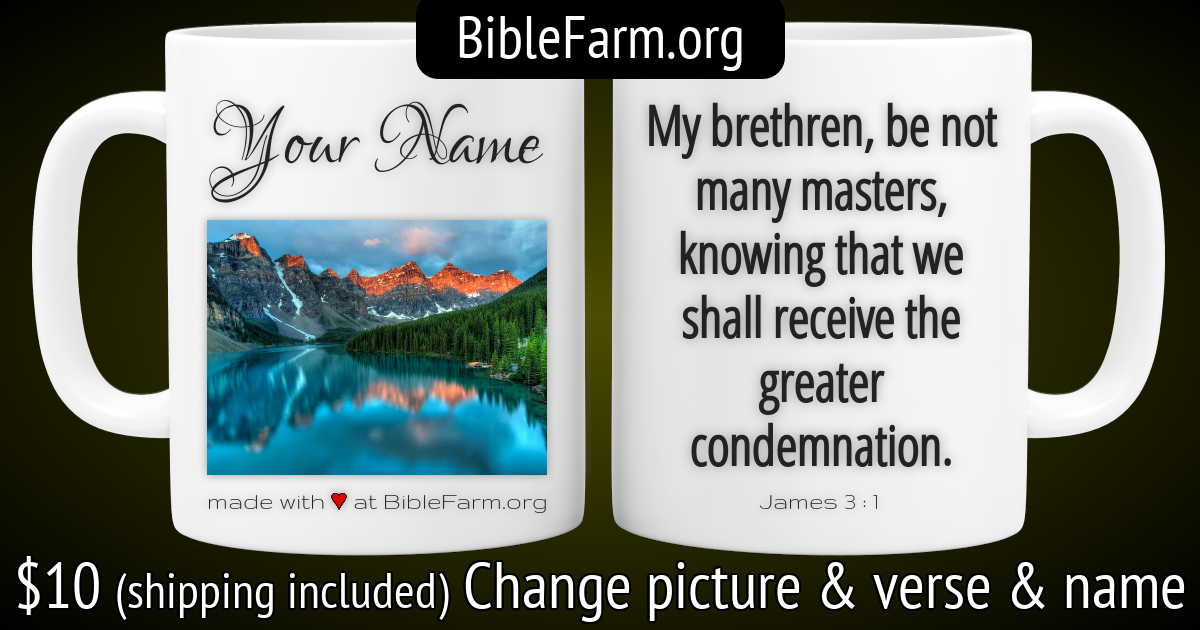 BibleFarm.org
Your Name
made with ♥ at BibleFarm.org
My brethren, be not
many masters,
knowing that we
shall receive the
greater
condemnation.
James 3 : 1
$10 (shipping included) Change picture & verse & name